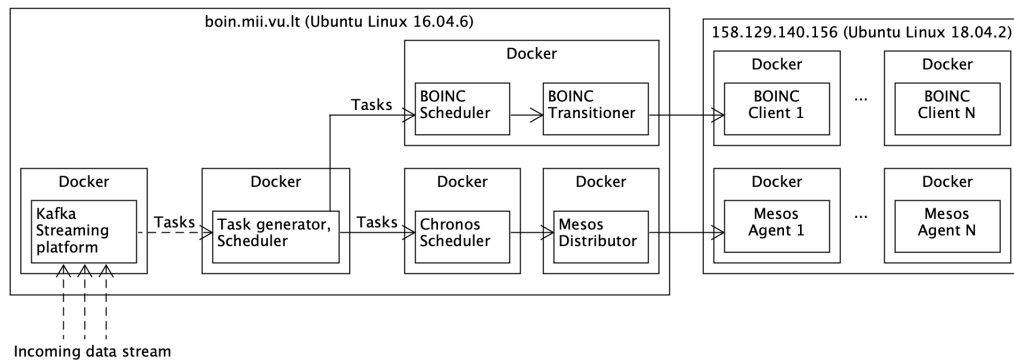 boin.mii.vu.lt (Ubuntu Linux 16.04.6)
158.129.140.156 (Ubuntu Linux 18.04.2)
Docker
BOINC
Scheduler
BOINC
Transitioner
Tasks
Docker
BOINC
Client 1
...
Docker
BOINC
Client N
Docker
Kafka
Streaming
platform
Tasks
Docker
Task generator,
Scheduler
Tasks
Docker
Chronos
Scheduler
Docker
Mesos
Distributor
Docker
Mesos
Agent 1
...
Docker
Mesos
Agent N
Incoming data stream